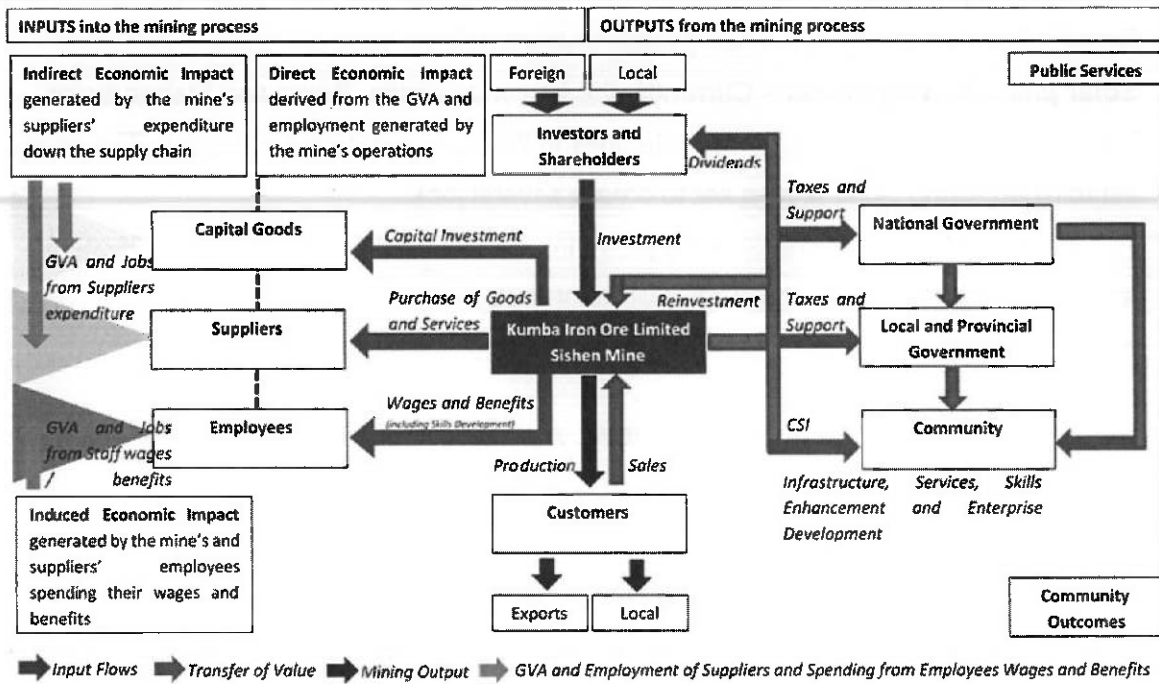 INPUTS into the mining process
OUTPUTS from the mining process
Indirect Economic Impact
generated by the mine's
suppliers' expenditure
down the supply chain
Direct Economic Impact
derived from the GVA and
employment generated by
the mine's operations
Foreign
Local
Public Services
Investors and
Shareholders
Dividends
Taxes and
Support
National Government
Capital Goods
Capital Investment
Investment
GVA and Jobs
from Suppliers
expenditure
Purchase of Goods
and Services
Reinvestment
Taxes and
Support
Suppliers
Kumba Iron Ore Limited
Sishen Mine
Local and Provincial
Government
Wages and Benefits
(including Skills Development)
Employees
GVA and Jobs
from Staff wages
/ benefits
CSI
Community
Production
Sales
Infrastructure, Services, Skills
Enhancement and Enterprise
Development
Customers
Induced Economic Impact
generated by the mine's and
suppliers' employees
spending their wages and
benefits
Exports
Local
Community
Outcomes
Input Flows
Transfer of Value
Mining Output
GVA and Employment of Suppliers and Spending from Employees Wages and Benefits